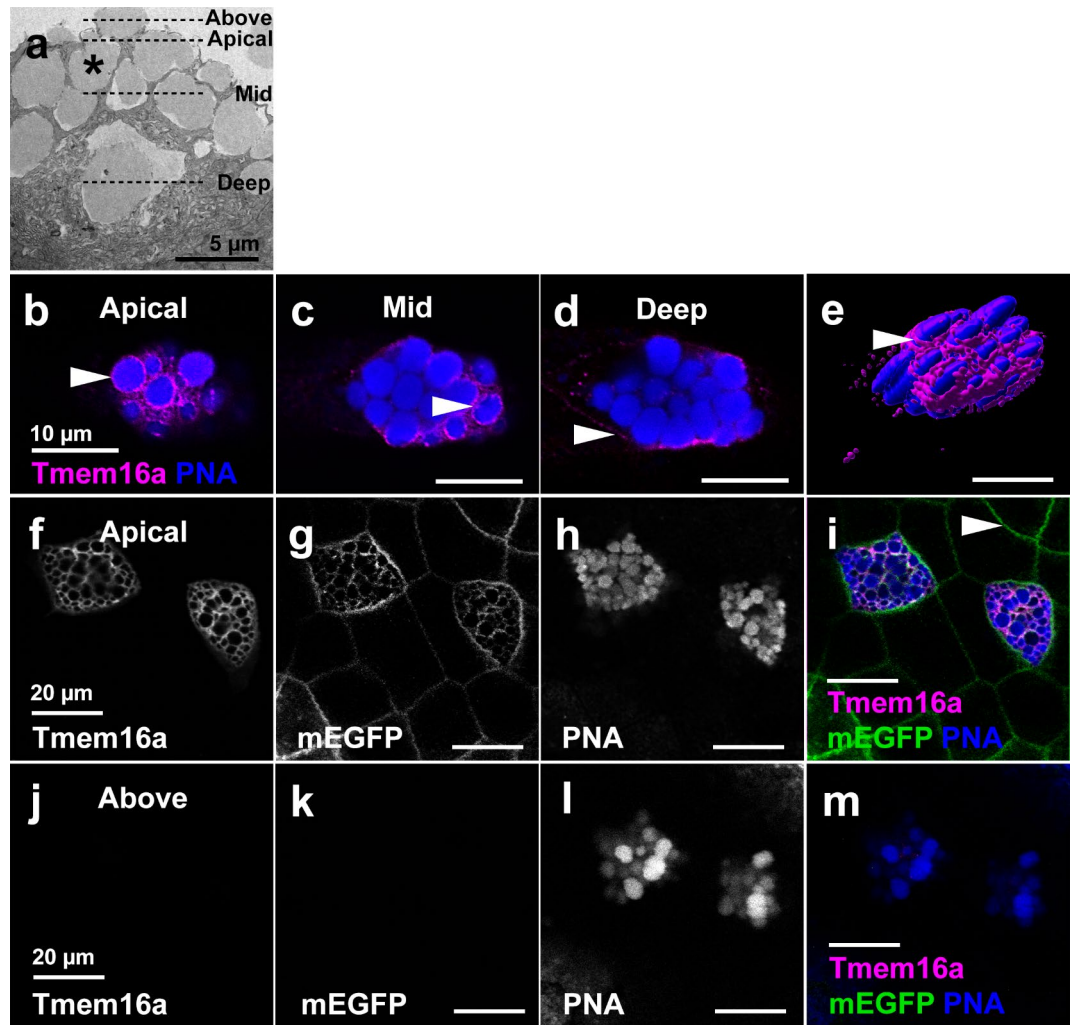 a
Above
Apical
*
Mid
Deep
5 µm
b
Apical
10 µm
Tmem16a PNA
c
Mid
d
Deep
e
f
Apical
20 µm
Tmem16a
g
mEGFP
h
PNA
i
Tmem16a
mEGFP PNA
j
Above
20 µm
Tmem16a
k
mEGFP
l
PNA
m
Tmem16a
mEGFP PNA